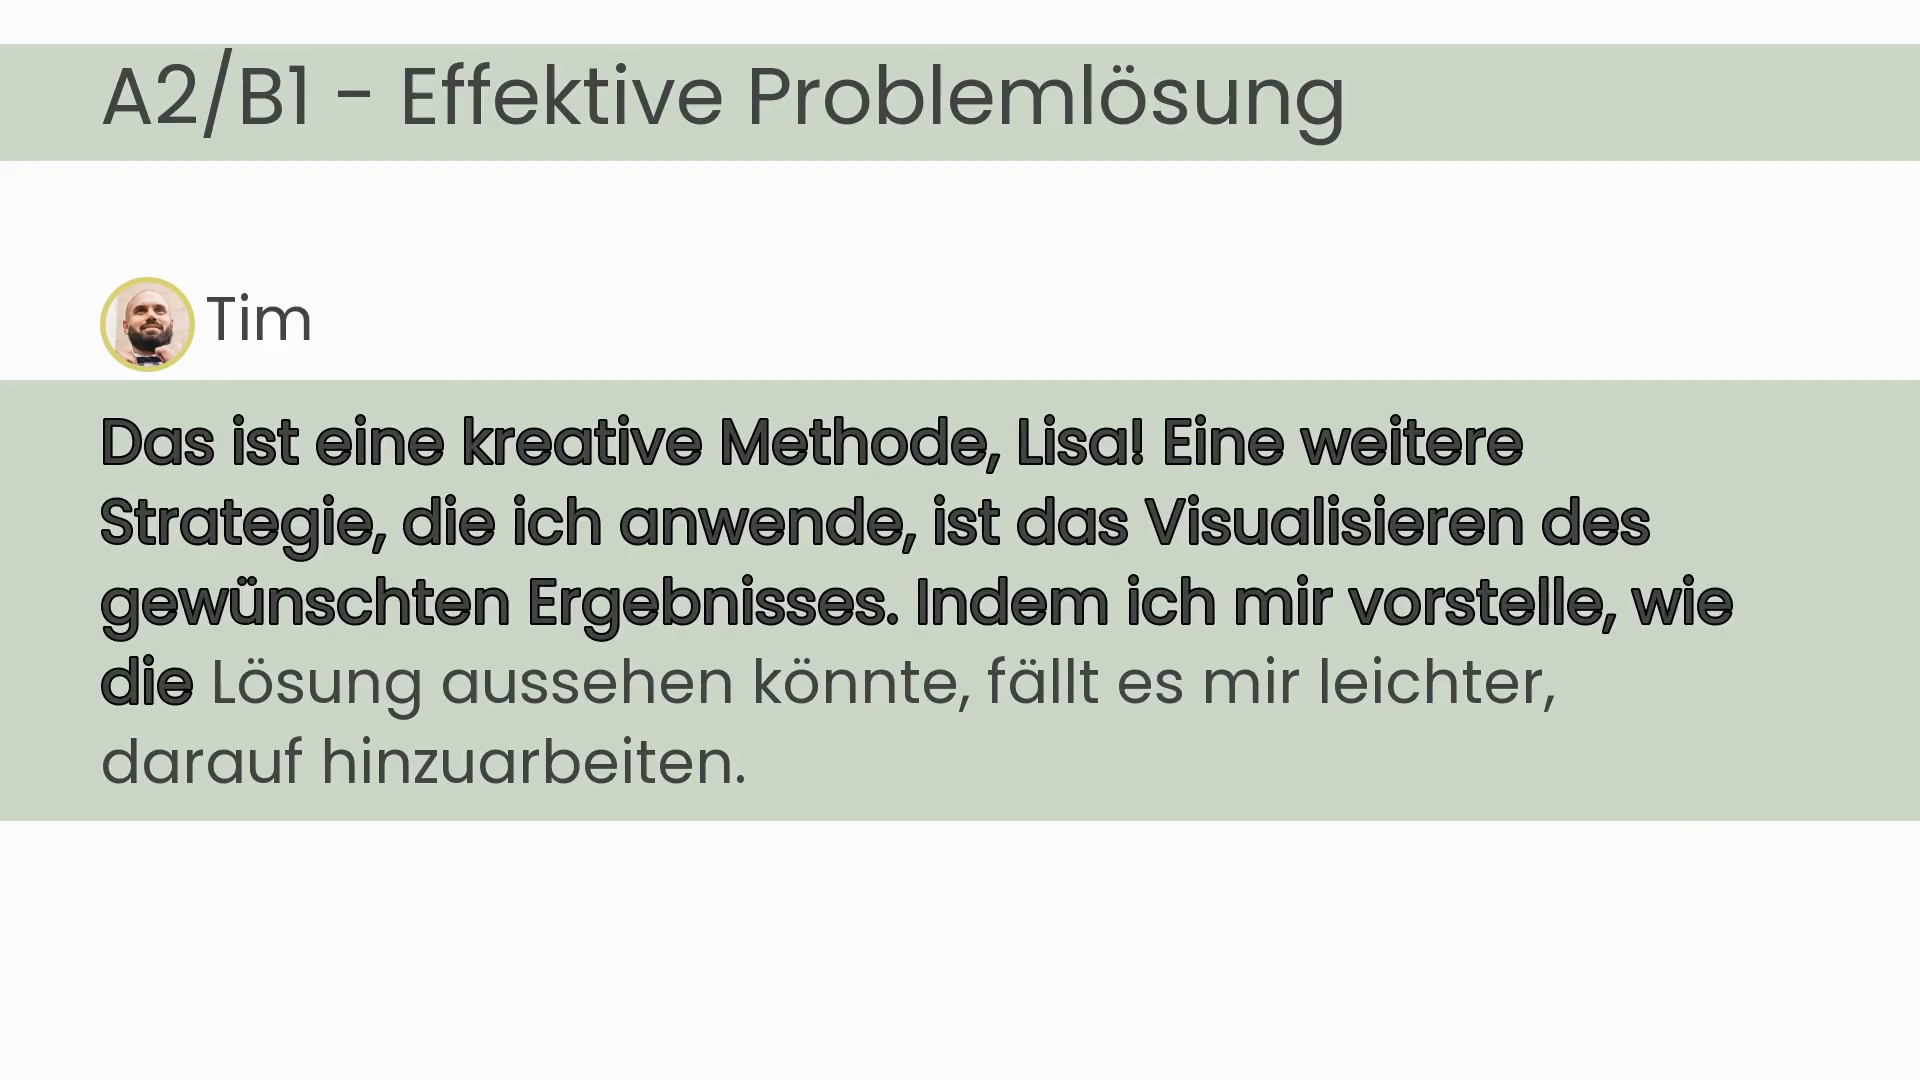 A2/B1 - Effektive Problemlösung
Tim
Das ist eine kreative Methode, Lisa! Eine weitere
Strategie, die ich anwende, ist das Visualisieren des
gewünschten Ergebnisses. Indem ich mir vorstelle, wie
die Lösung aussehen könnte, fällt es mir leichter,
darauf hinzuarbeiten.